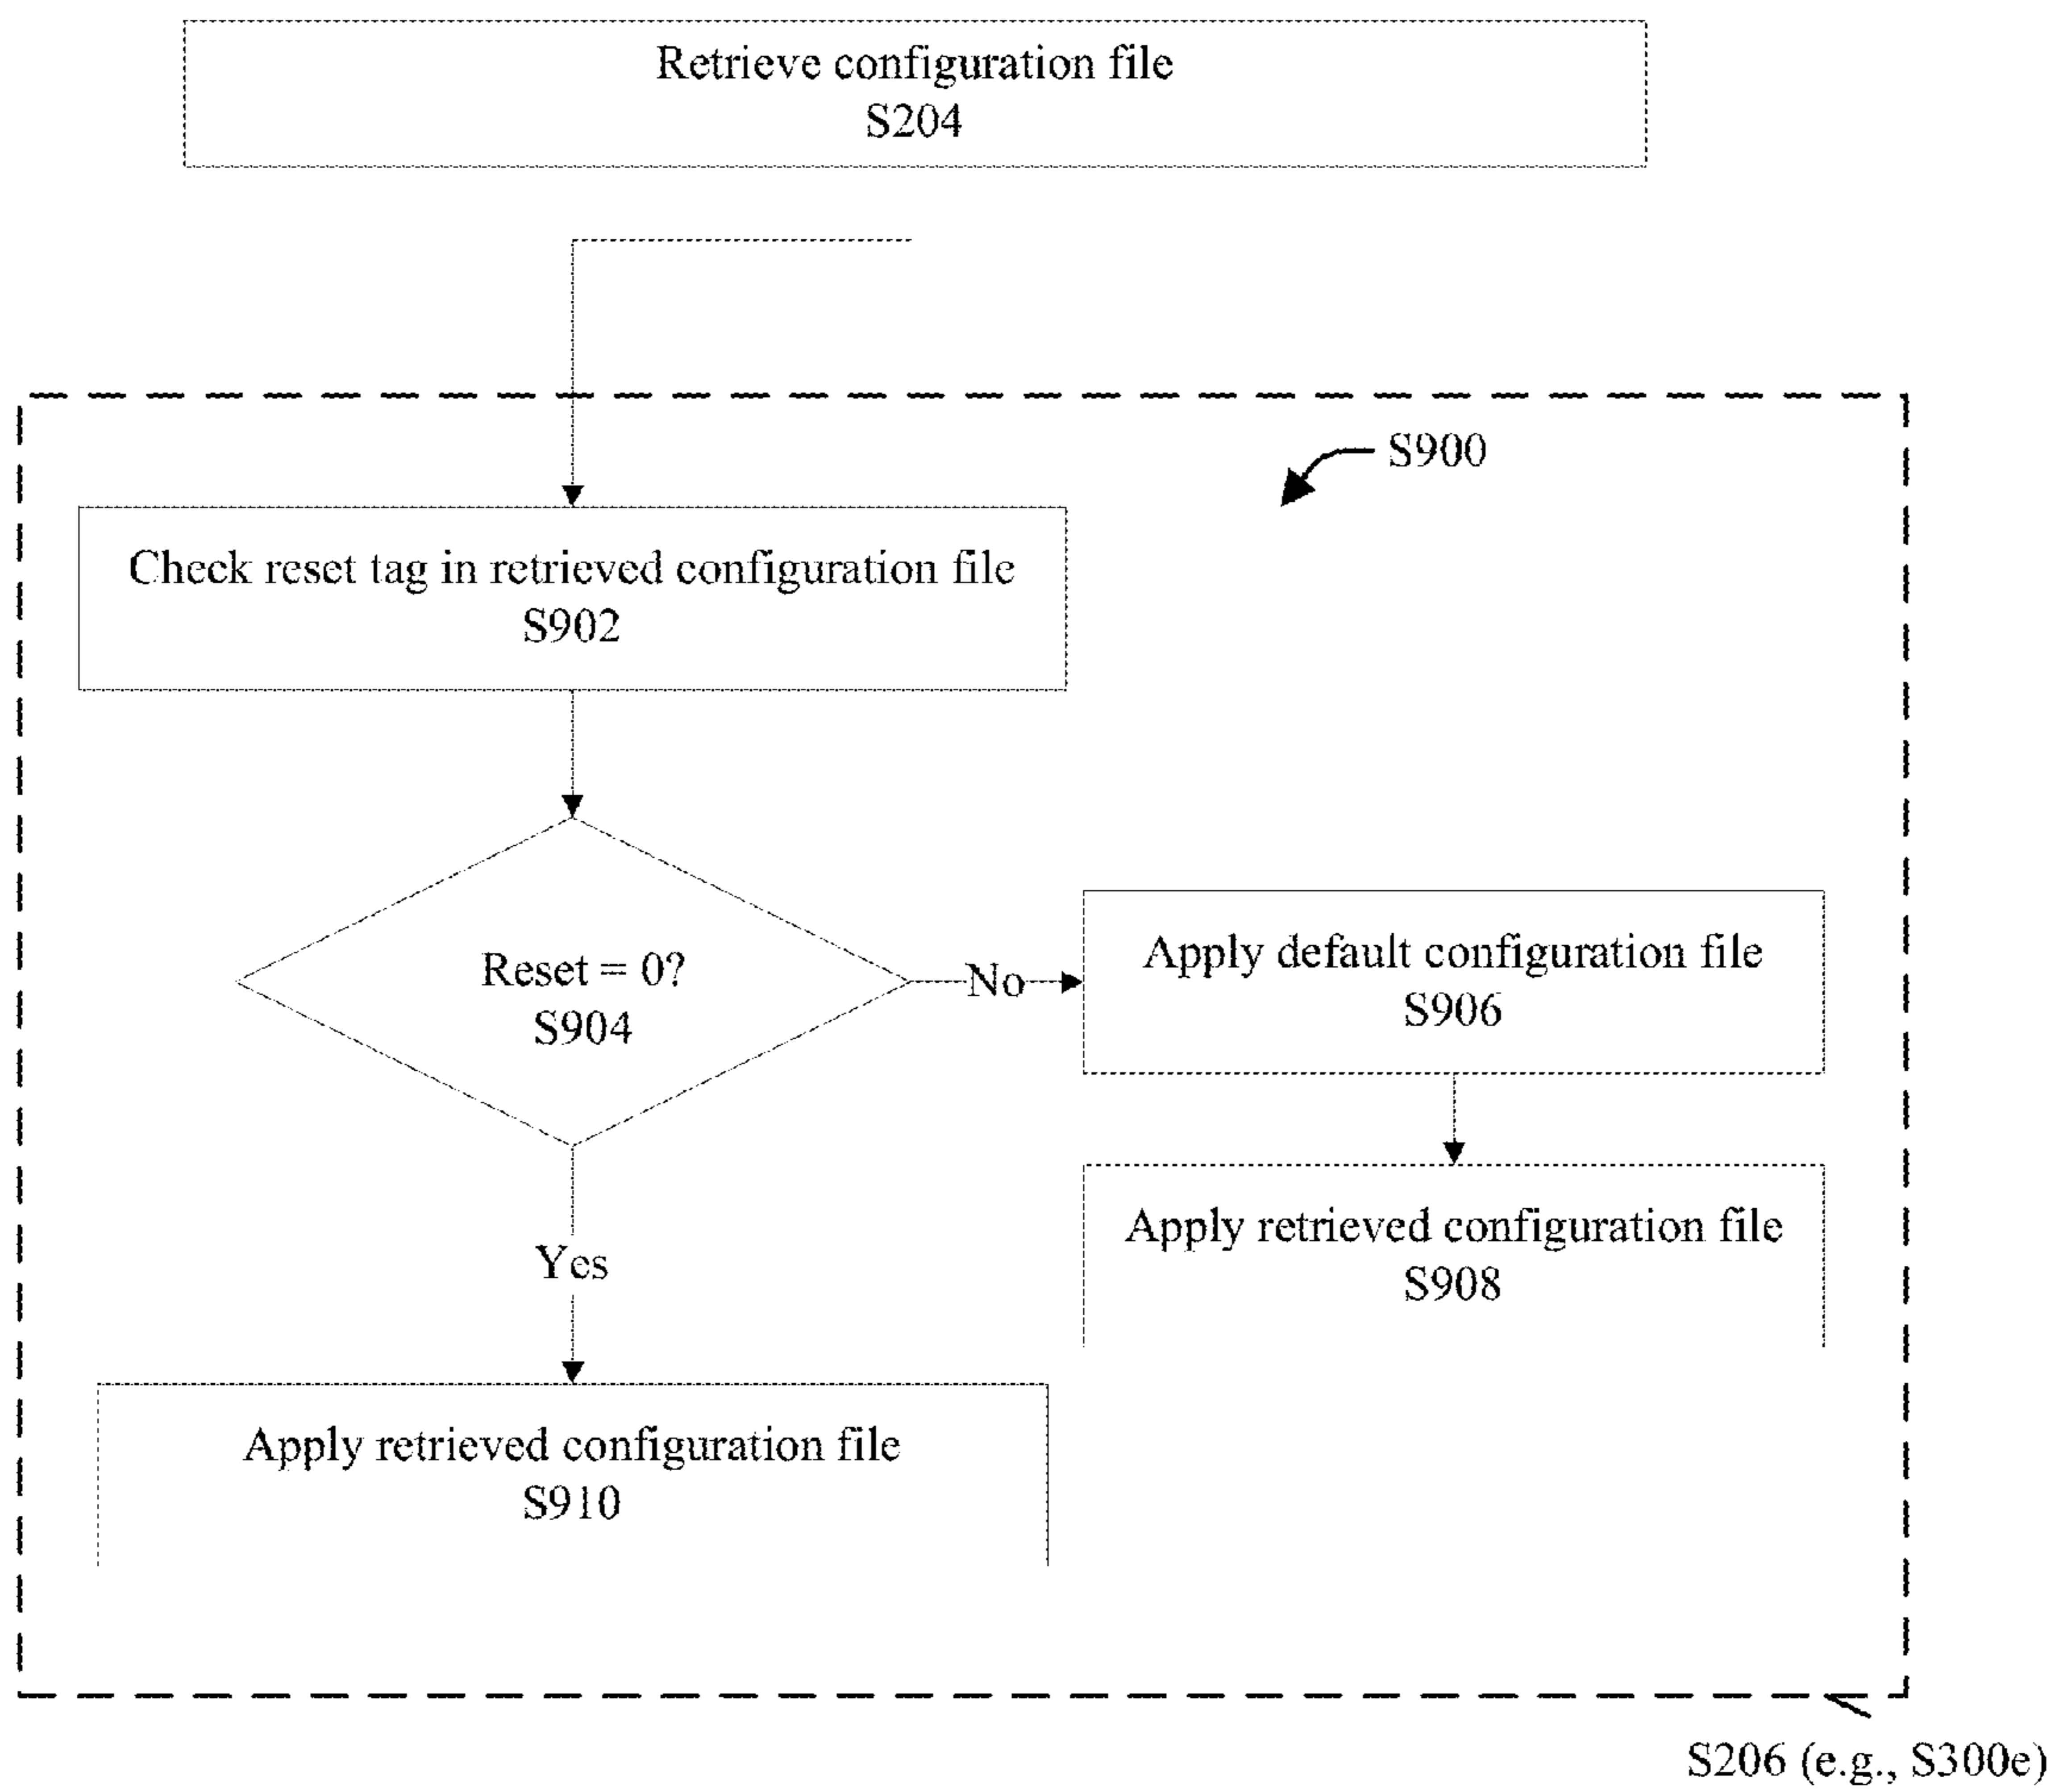 Retrieve configuration file
S204
S900
Check reset tag in retrieved configuration file
S902
Reset = 0?
S904
No
Apply default configuration file
S906
Apply retrieved configuration file
S908
Yes
Apply retrieved configuration file
S910
S206 (e.g., S300e)